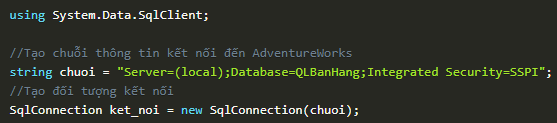 using System.Data.SqlClient;
//Tạo chuỗi thông tin kết nối đến AdventureWorks
string chuoi = "Server=(local);Database=QLBanHang;Integrated Security=SSPI";
//Tạo đối tượng kết nối
SqlConnection ket_noi = new SqlConnection(chuoi);